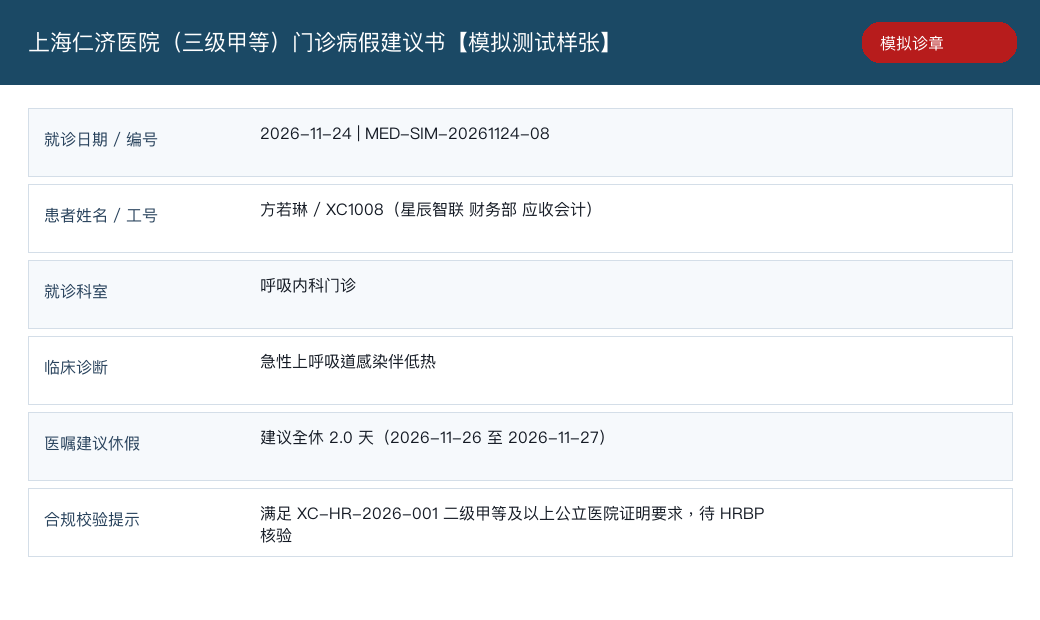 上海仁济医院（三级甲等）门诊病假建议书【模拟测试样张】
模拟诊章
就诊日期 / 编号
2026-11-24 | MED-SIM-20261124-08
患者姓名 / 工号
方若琳 / XC1008（星辰智联 财务部 应收会计）
就诊科室
呼吸内科门诊
临床诊断
急性上呼吸道感染伴低热
医嘱建议休假
建议全休 2.0 天（2026-11-26 至 2026-11-27）
合规校验提示
满足 XC-HR-2026-001 二级甲等及以上公立医院证明要求，待 HRBP
核验